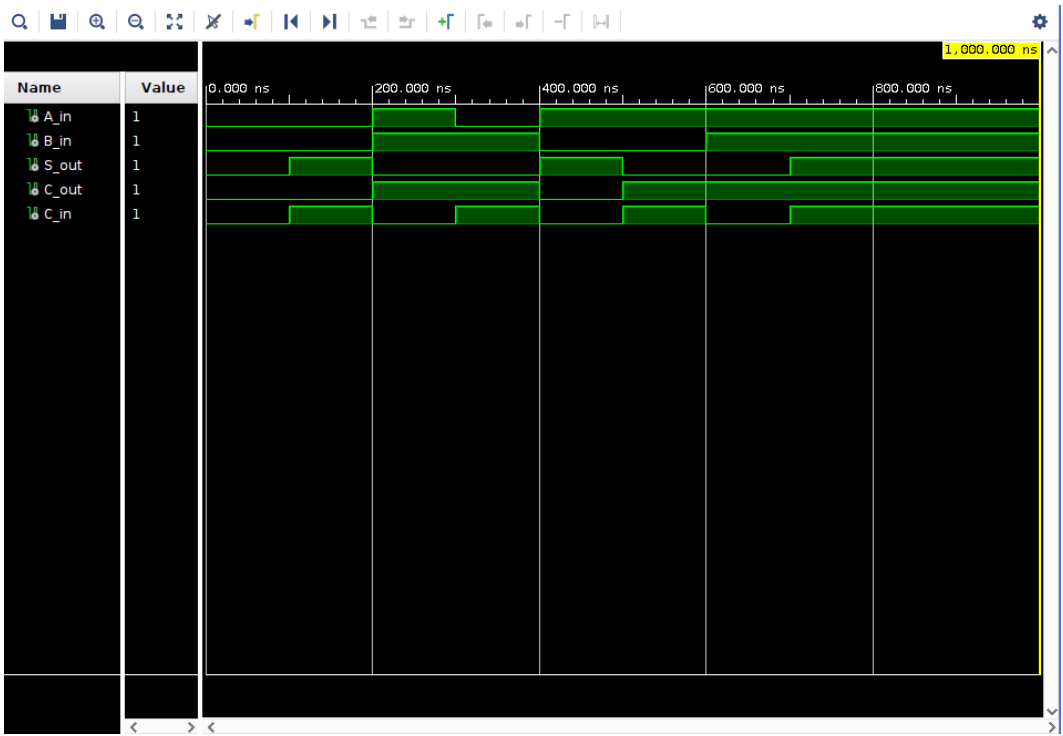 1,000.000 ns
Name Value 0.000 ns 200.000 ns 400.000 ns 600.000 ns 800.000 ns
A_in 1
B_in 1
S_out 1
C_out 1
C_in 1